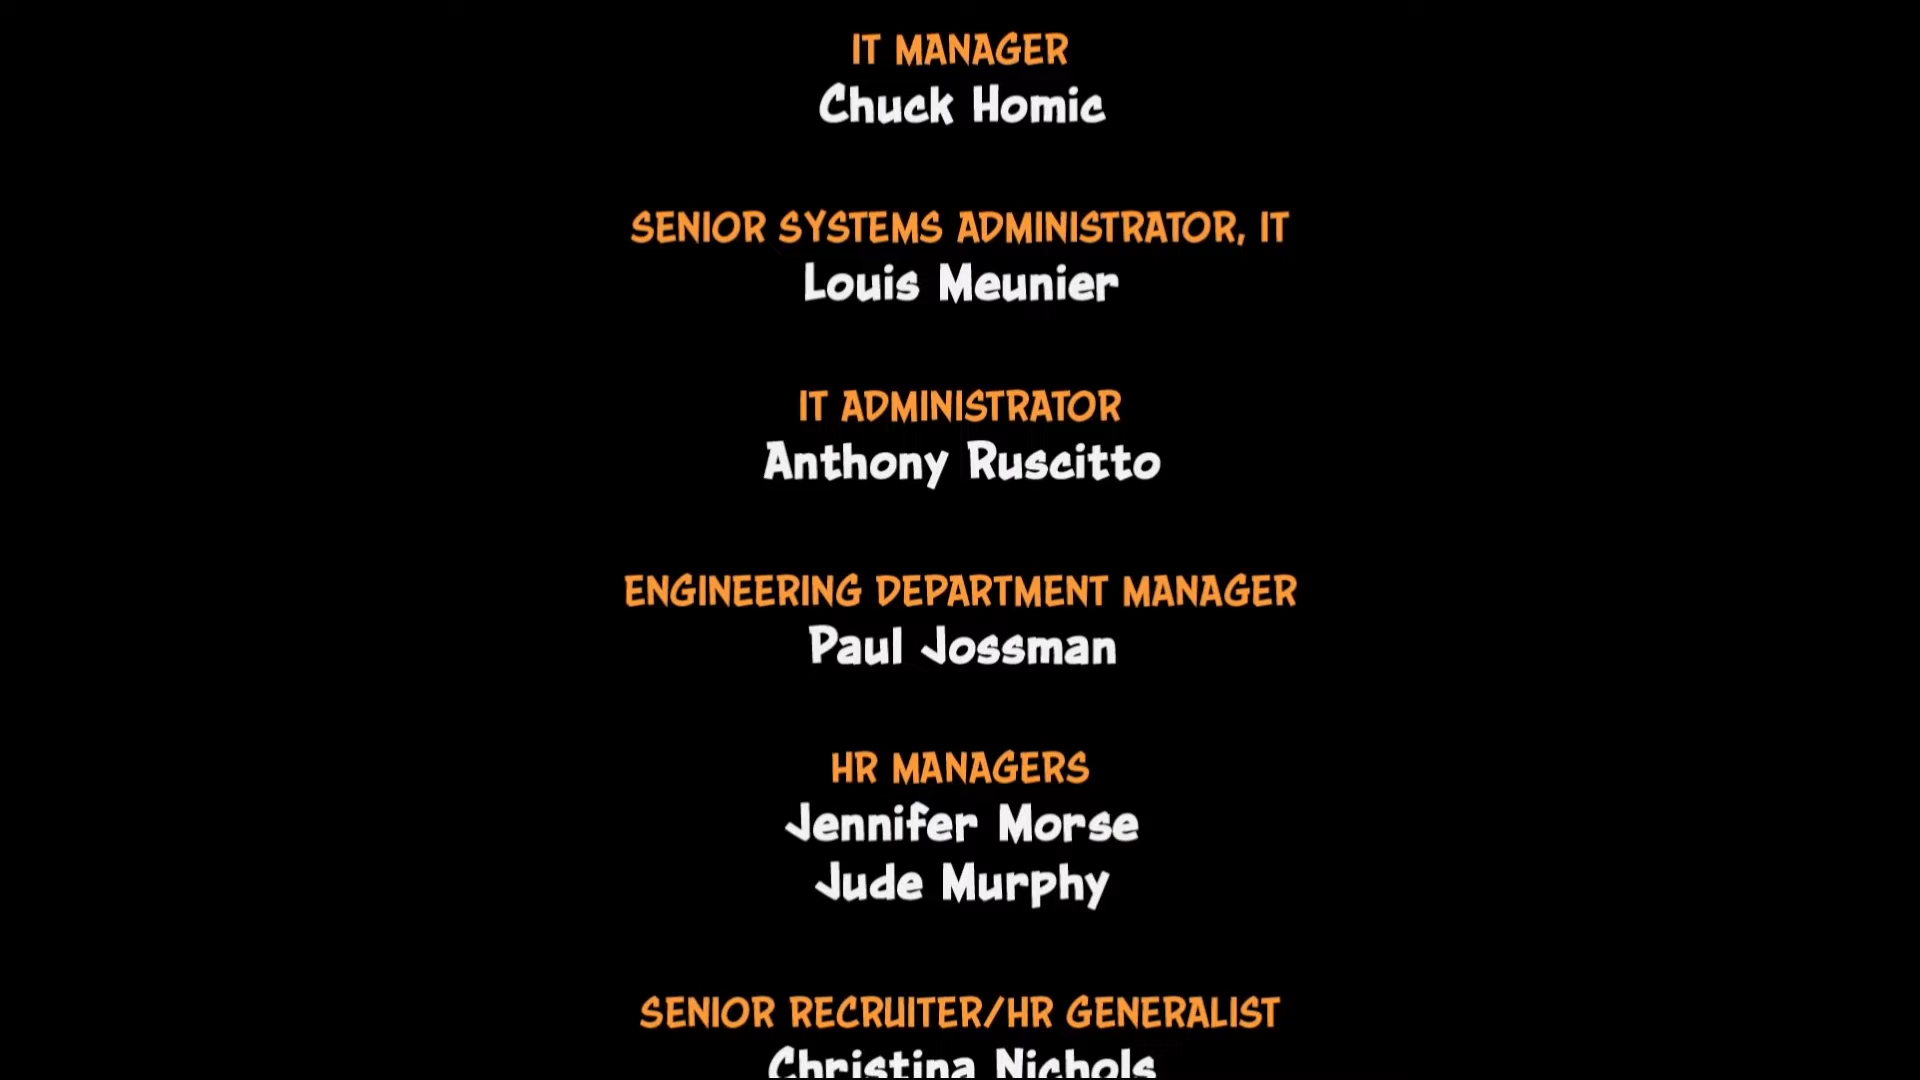 IT MANAGER
Chuck Homic
SENIOR SYSTEMS ADMINISTRATOR, IT
Louis Meunier
IT ADMINISTRATOR
Anthony Ruscitto
ENGINEERING DEPARTMENT MANAGER
Paul Jossman
HR MANAGERS
Jennifer Morse
Jude Murphy
SENIOR RECRUITER/HR GENERALIST
Christina Nichols